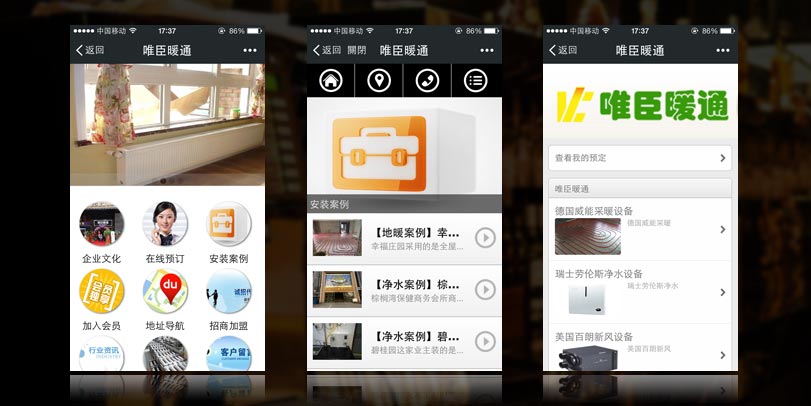 中国移动 17:37 86%
返回 唯臣暖通
企业文化 在线预订 安装案例
会员独享 du 诚招代
加入会员 地址导航 招商加盟
行业资讯 客户留言
中国移动 17:37 86%
返回 關閉 唯臣暖通
安装案例
【地暖案例】幸...
幸福庄园采用的是全屋...
【净水案例】棕...
棕榈湾保健商务会所商...
【净水案例】碧...
碧桂园这家业主装的是...
中国移动 17:37 86%
返回 唯臣暖通
唯臣暖通
查看我的预定
唯臣暖通
德国威能采暖设备
德国威能采暖
瑞士劳伦斯净水设备
瑞士劳伦斯净水
美国百朗新风设备
美国百朗新风